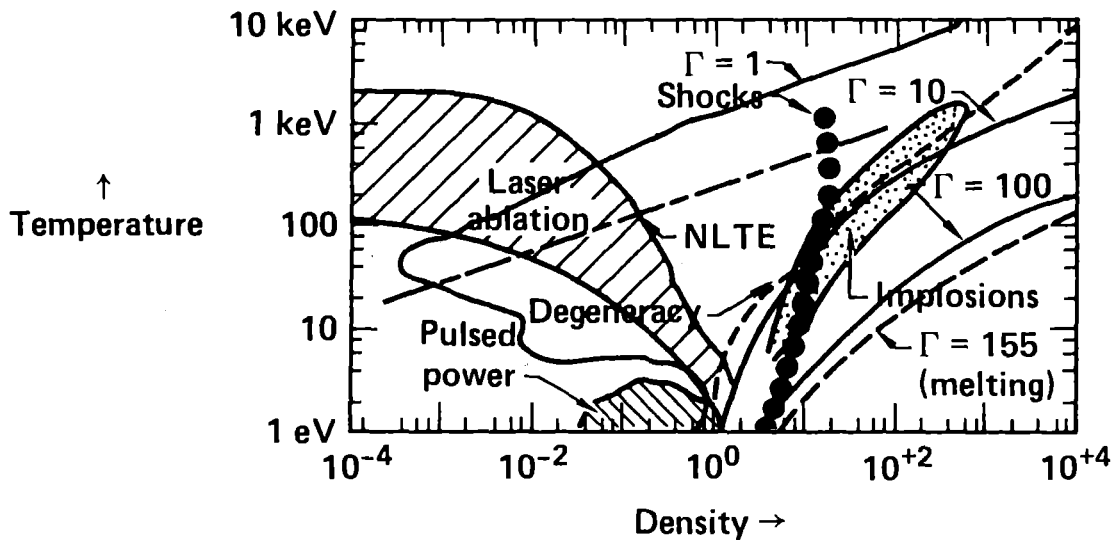 10 keV
1 keV
100
10
1 eV
↑
Temperature
Γ = 1
Shocks
Γ = 10
Laser
ablation
Γ = 100
NLTE
Degeneracy
Implosions
Pulsed
power
Γ = 155
(melting)
10⁻⁴
10⁻²
10⁰
10⁺²
10⁺⁴
Density →